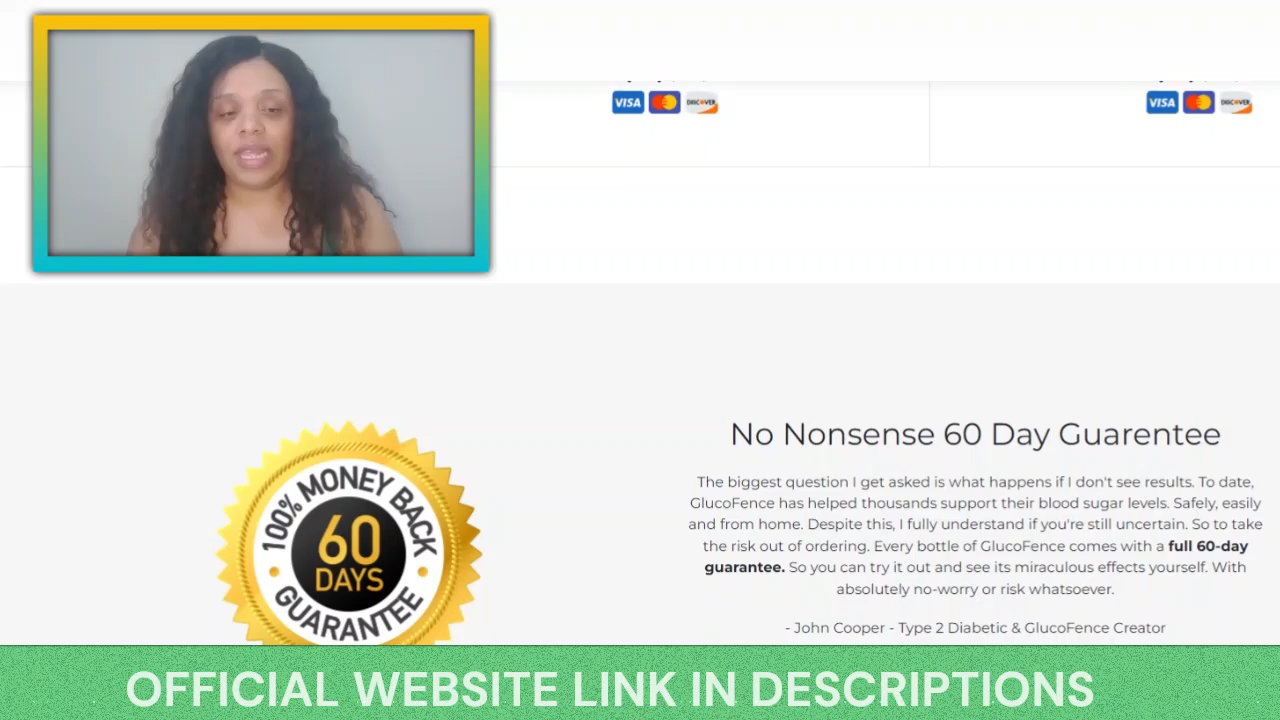 VISA DISCOVER VISA DISCOVER
100% MONEY BACK
60
DAYS
GUARANTEE
No Nonsense 60 Day Guarentee
The biggest question I get asked is what happens if I don't see results. To date,
GlucoFence has helped thousands support their blood sugar levels. Safely, easily
and from home. Despite this, I fully understand if you're still uncertain. So to take
the risk out of ordering. Every bottle of GlucoFence comes with a full 60-day
guarantee. So you can try it out and see its miraculous effects yourself. With
absolutely no-worry or risk whatsoever.
- John Cooper - Type 2 Diabetic & GlucoFence Creator
OFFICIAL WEBSITE LINK IN DESCRIPTIONS